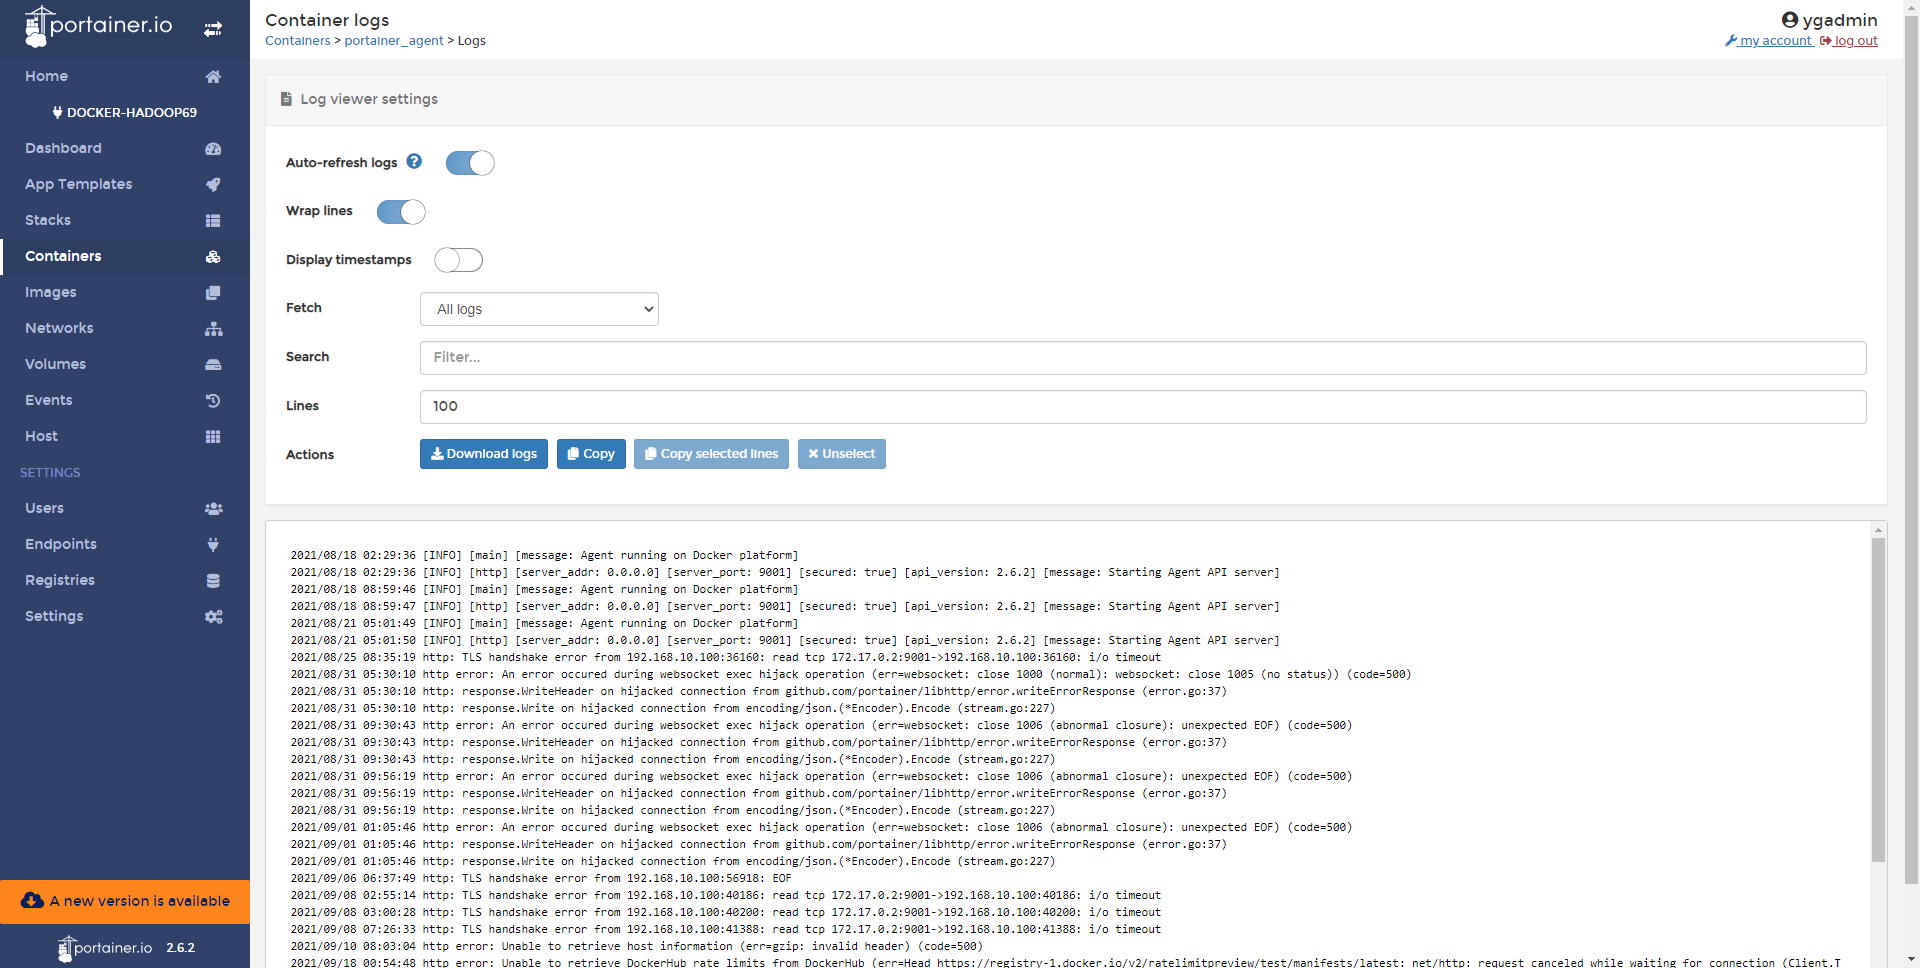 portainer.io
Home
DOCKER-HADOOP69
Dashboard
App Templates
Stacks
Containers
Images
Networks
Volumes
Events
Host
SETTINGS
Users
Endpoints
Registries
Settings
A new version is available
portainer.io 2.6.2
Container logs
Containers > portainer_agent > Logs
ygadmin
my account log out
Log viewer settings
Auto-refresh logs
Wrap lines
Display timestamps
Fetch All logs
Search Filter...
Lines 100
Actions Download logs Copy Copy selected lines Unselect
2021/08/18 02:29:36 [INFO] [main] [message: Agent running on Docker platform]
2021/08/18 02:29:36 [INFO] [http] [server_addr: 0.0.0.0] [server_port: 9001] [secured: true] [api_version: 2.6.2] [message: Starting Agent API server]
2021/08/18 08:59:46 [INFO] [main] [message: Agent running on Docker platform]
2021/08/18 08:59:47 [INFO] [http] [server_addr: 0.0.0.0] [server_port: 9001] [secured: true] [api_version: 2.6.2] [message: Starting Agent API server]
2021/08/21 05:01:49 [INFO] [main] [message: Agent running on Docker platform]
2021/08/21 05:01:50 [INFO] [http] [server_addr: 0.0.0.0] [server_port: 9001] [secured: true] [api_version: 2.6.2] [message: Starting Agent API server]
2021/08/25 08:35:19 http: TLS handshake error from 192.168.10.100:36160: read tcp 172.17.0.2:9001->192.168.10.100:36160: i/o timeout
2021/08/31 05:30:10 http error: An error occured during websocket exec hijack operation (err=websocket: close 1000 (normal): websocket: close 1005 (no status)) (code=500)
2021/08/31 05:30:10 http: response.WriteHeader on hijacked connection from github.com/portainer/libhttp/error.writeErrorResponse (error.go:37)
2021/08/31 05:30:10 http: response.Write on hijacked connection from encoding/json.(*Encoder).Encode (stream.go:227)
2021/08/31 09:30:43 http error: An error occured during websocket exec hijack operation (err=websocket: close 1006 (abnormal closure): unexpected EOF) (code=500)
2021/08/31 09:30:43 http: response.WriteHeader on hijacked connection from github.com/portainer/libhttp/error.writeErrorResponse (error.go:37)
2021/08/31 09:30:43 http: response.Write on hijacked connection from encoding/json.(*Encoder).Encode (stream.go:227)
2021/08/31 09:56:19 http error: An error occured during websocket exec hijack operation (err=websocket: close 1006 (abnormal closure): unexpected EOF) (code=500)
2021/08/31 09:56:19 http: response.WriteHeader on hijacked connection from github.com/portainer/libhttp/error.writeErrorResponse (error.go:37)
2021/08/31 09:56:19 http: response.Write on hijacked connection from encoding/json.(*Encoder).Encode (stream.go:227)
2021/09/01 01:05:46 http error: An error occured during websocket exec hijack operation (err=websocket: close 1006 (abnormal closure): unexpected EOF) (code=500)
2021/09/01 01:05:46 http: response.WriteHeader on hijacked connection from github.com/portainer/libhttp/error.writeErrorResponse (error.go:37)
2021/09/01 01:05:46 http: response.Write on hijacked connection from encoding/json.(*Encoder).Encode (stream.go:227)
2021/09/06 06:37:49 http: TLS handshake error from 192.168.10.100:56918: EOF
2021/09/08 02:55:14 http: TLS handshake error from 192.168.10.100:40186: read tcp 172.17.0.2:9001->192.168.10.100:40186: i/o timeout
2021/09/08 03:00:28 http: TLS handshake error from 192.168.10.100:40200: read tcp 172.17.0.2:9001->192.168.10.100:40200: i/o timeout
2021/09/08 07:26:33 http: TLS handshake error from 192.168.10.100:41388: read tcp 172.17.0.2:9001->192.168.10.100:41388: i/o timeout
2021/09/10 08:03:04 http error: Unable to retrieve host information (err=gzip: invalid header) (code=500)
2021/09/18 00:54:48 http error: Unable to retrieve DockerHub rate limits from DockerHub (err=Head https://registry-1.docker.io/v2/ratelimitpreview/test/manifests/latest: net/http: request canceled while waiting for connection (Client.T